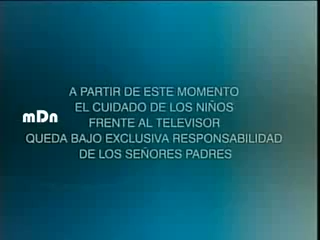 A PARTIR DE ESTE MOMENTO
EL CUIDADO DE LOS NIÑOS
mDn
FRENTE AL TELEVISOR
QUEDA BAJO EXCLUSIVA RESPONSABILIDAD
DE LOS SEÑORES PADRES